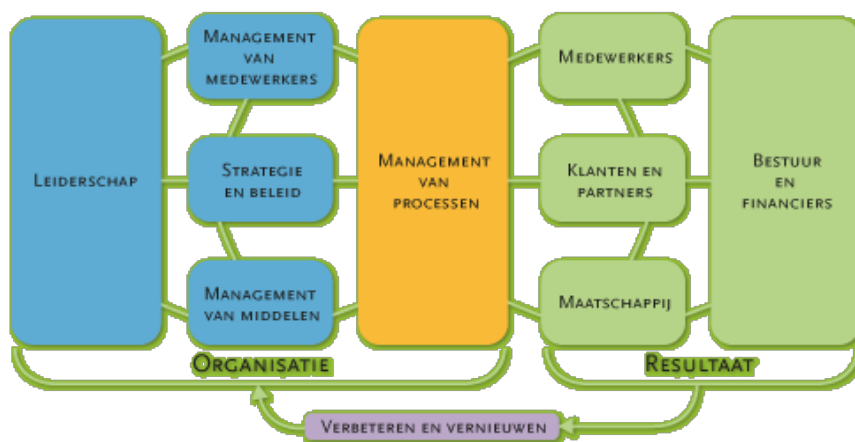 Leiderschap
Management
van
medewerkers
Strategie
en beleid
Management
van middelen
Management
van
processen
Medewerkers
Klanten en
partners
Maatschappij
Bestuur
en
financiers
Organisatie
Resultaat
Verbeteren en vernieuwen